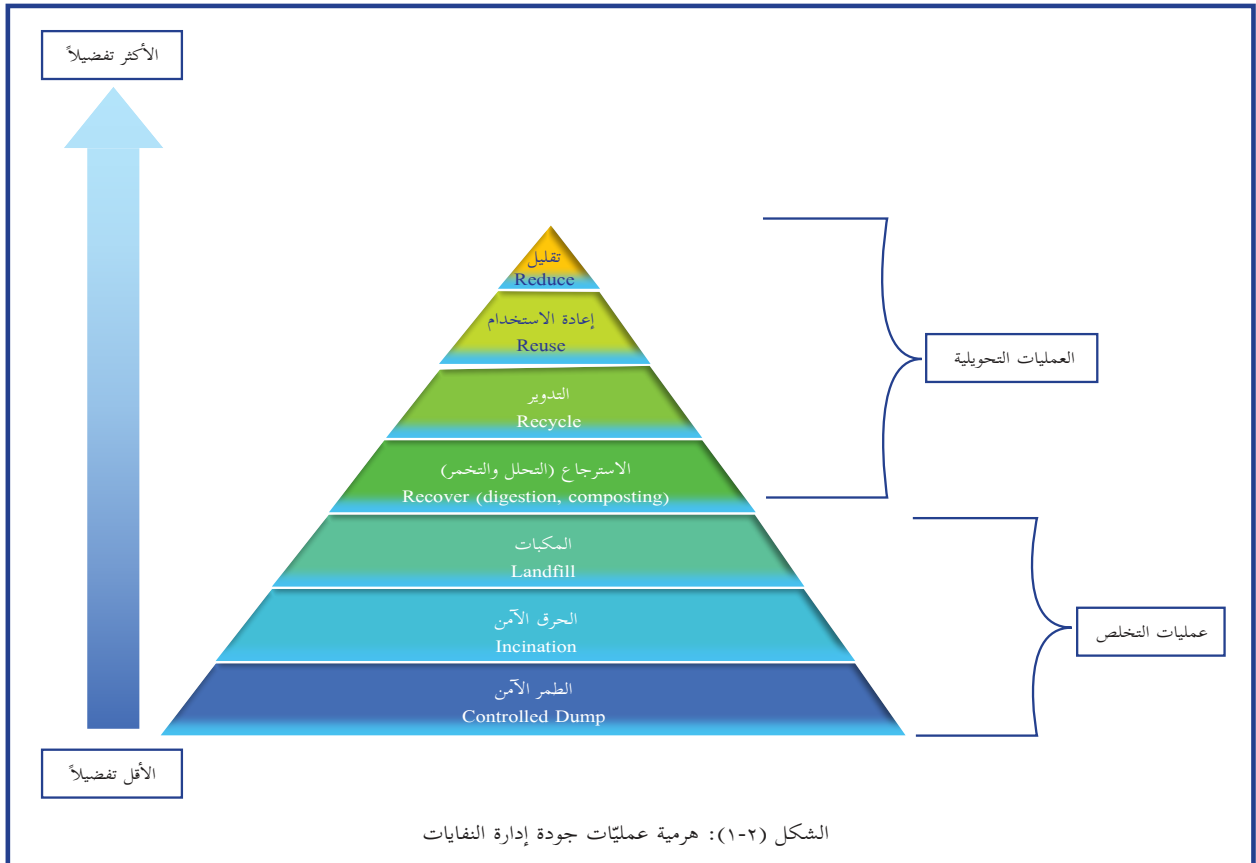 الأكثر تفضيلاً
تقليل
Reduce
إعادة الاستخدام
Reuse
التدوير
Recycle
الاسترجاع (التحلل والتخمر)
Recover (digestion, composting)
المكبات
Landfill
الحرق الآمن
Incination
الطمر الآمن
Controlled Dump
العمليات التحويلية
عمليات التخلص
الأقل تفضيلاً
الشكل (٢-١): هرمية عمليّات جودة إدارة النفايات